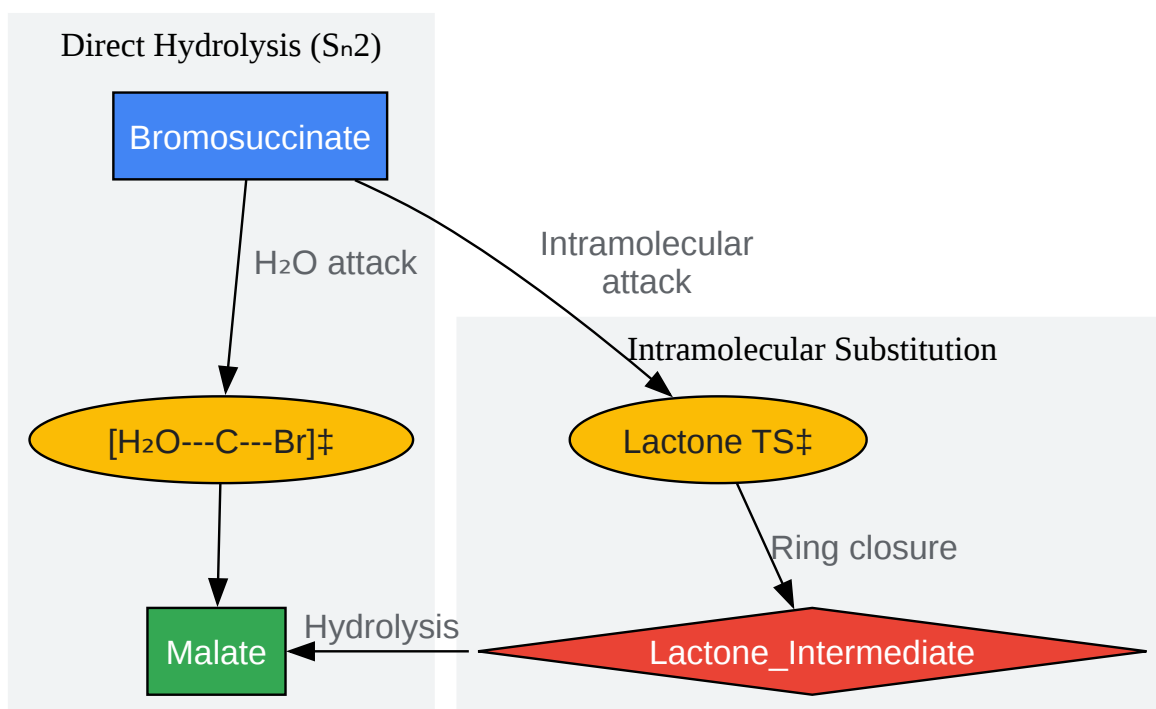 Direct Hydrolysis (Sₙ2)
Bromosuccinate
H₂O attack
Intramolecular
attack
Intramolecular Substitution
[H₂O---C---Br]‡
Lactone TS‡
Ring closure
Malate
Hydrolysis
Lactone_Intermediate